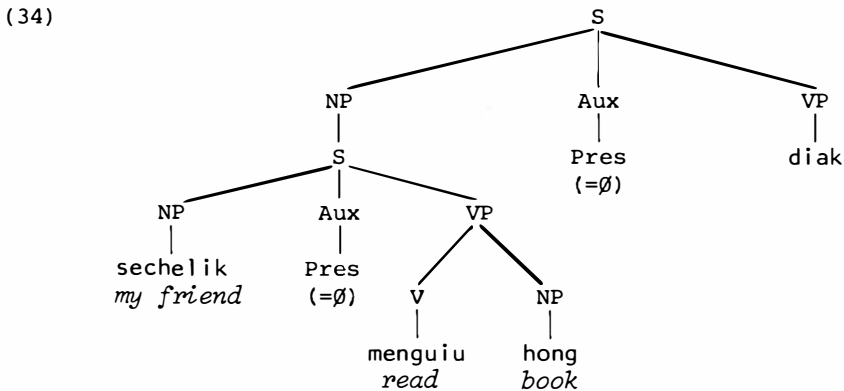 (34) S
NP Aux VP
S Pres diak
(=Ø)
NP Aux VP
sechelik Pres V NP
my friend (=Ø)
menguiu hong
read book